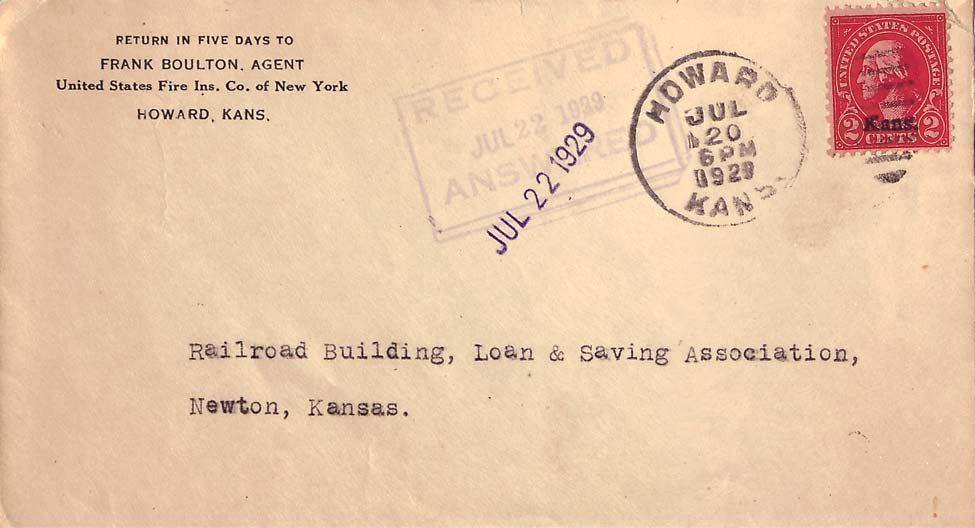 RETURN IN FIVE DAYS TO
FRANK BOULTON, AGENT
United States Fire Ins. Co. of New York
HOWARD, KANS.
RECEIVED
JUL 22 1929
ANSWERED
JUL 22 1929
HOWARD
JUL
20
6 PM
1929
KANS
UNITED STATES POSTAGE
Kans.
2 CENTS 2
Railroad Building, Loan & Saving Association,
Newton, Kansas.